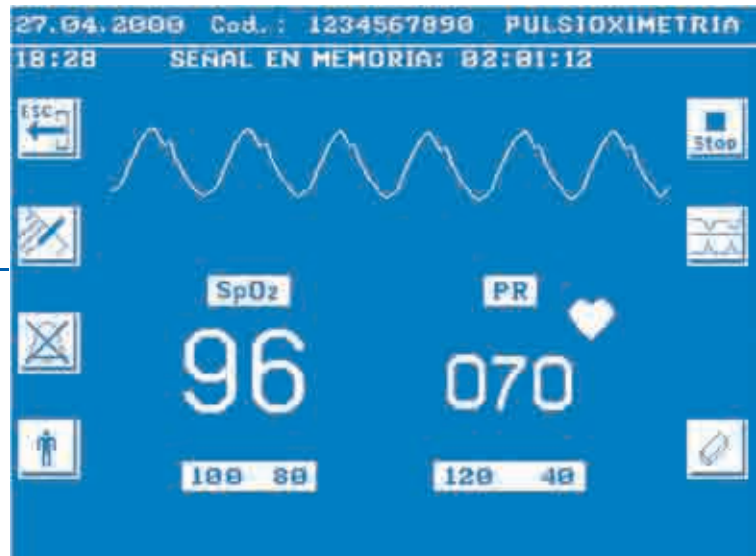 27.04.2000 Cod.: 1234567890 PULSIOXIMETRIA
18:28 SEÑAL EN MEMORIA: 02:01:12
ESC
Stop
SpO2 PR
96 070
100 80 120 40